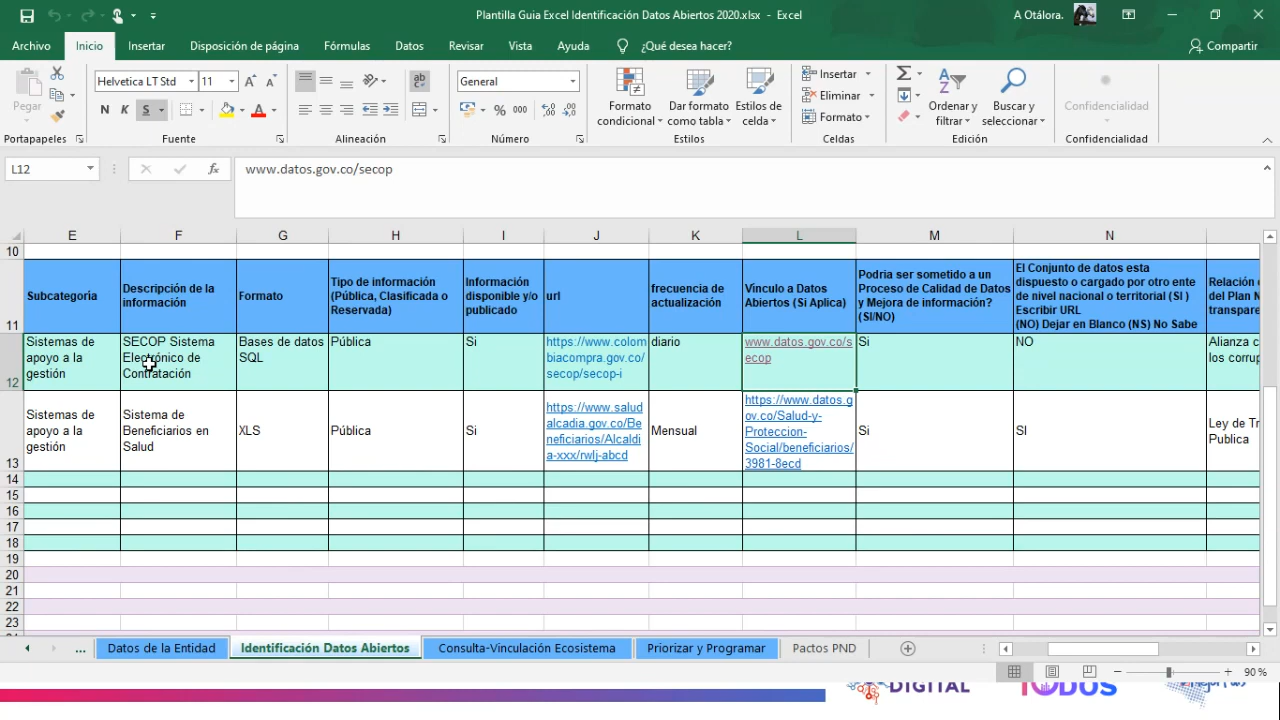 Plantilla Guia Excel Identificación Datos Abiertos 2020.xlsx - Excel
A Otálora.
Archivo Inicio Insertar Disposición de página Fórmulas Datos Revisar Vista Ayuda ¿Qué desea hacer? Compartir
Pegar
Helvetica LT Std 11
N K S
ab
c
General
% 000
Formato
condicional
Dar formato
como tabla
Estilos de
celda
Insertar
Eliminar
Formato
Ordenar y
filtrar
Buscar y
seleccionar
Confidencialidad
Portapapeles Fuente Alineación Número Estilos Celdas Edición Confidencialidad
L12 fx www.datos.gov.co/secop
E F G H I J K L M N
10
11
Subcategoría
Descripción de la
información
Formato
Tipo de información
(Pública, Clasificada o
Reservada)
Información
disponible y/o
publicado
url
frecuencia de
actualización
Vinculo a Datos
Abiertos (Si Aplica)
Podria ser sometido a un
Proceso de Calidad de Datos
y Mejora de información?
(SI/NO)
El Conjunto de datos esta
dispuesto o cargado por otro ente
de nivel nacional o territorial (SI )
Escribir URL
(NO) Dejar en Blanco (NS) No Sabe
Relación
del Plan N
transpare
12
Sistemas de
apoyo a la
gestión
SECOP Sistema
Electrónico de
Contratación
Bases de datos
SQL
Pública
Si
https://www.colom
biacompra.gov.co/
secop/secop-i
diario
www.datos.gov.co/s
ecop
Si
NO
Alianza c
los corrup
13
Sistemas de
apoyo a la
gestión
Sistema de
Beneficiarios en
Salud
XLS
Pública
Si
https://www.salud
alcadia.gov.co/Be
neficiarios/Alcaldi
a-xxx/rwlj-abcd
Mensual
https://www.datos.g
ov.co/Salud-y-
Proteccion-
Social/beneficiarios/
3981-8ecd
Si
SI
Ley de Tr
Publica
14
15
16
17
18
19
20
21
22
23
... Datos de la Entidad Identificación Datos Abiertos Consulta-Vinculación Ecosistema Priorizar y Programar Pactos PND
90 %
DIGITAL